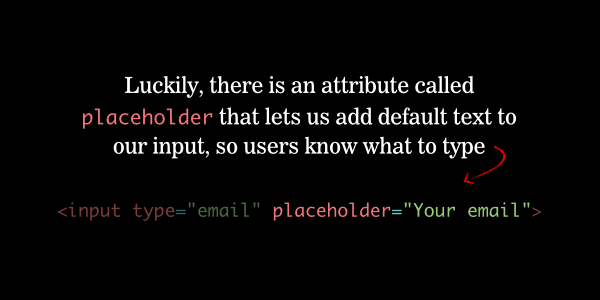 Luckily, there is an attribute called
placeholder that lets us add default text to
our input, so users know what to type
<input type="email" placeholder="Your email">